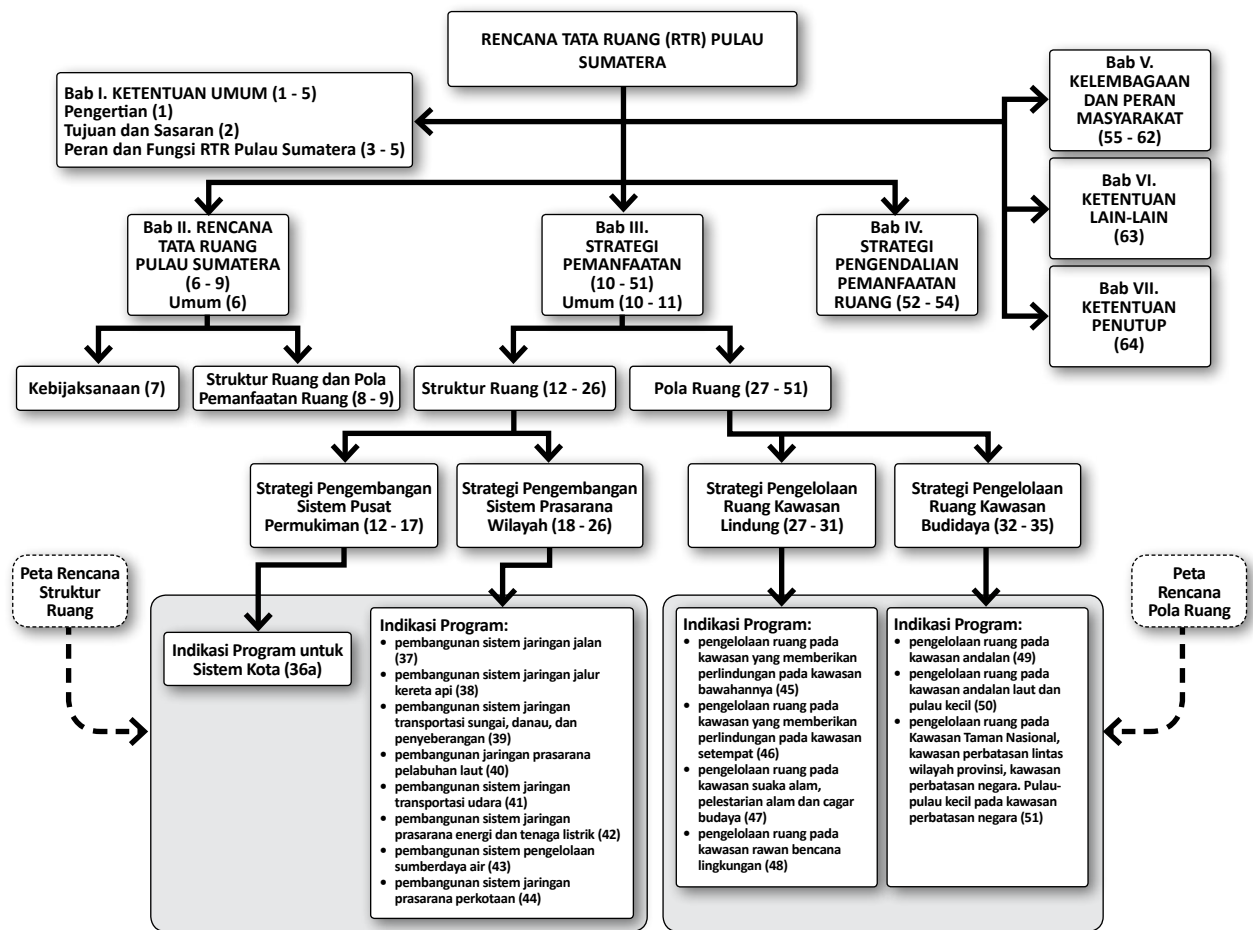 RENCANA TATA RUANG (RTR) PULAU
SUMATERA
Bab I. KETENTUAN UMUM (1 - 5)
Pengertian (1)
Tujuan dan Sasaran (2)
Peran dan Fungsi RTR Pulau Sumatera (3 - 5)
Bab V.
KELEMBAGAAN
DAN PERAN
MASYARAKAT
(55 - 62)
Bab VI.
KETENTUAN
LAIN-LAIN
(63)
Bab VII.
KETENTUAN
PENUTUP
(64)
Bab II. RENCANA
TATA RUANG
PULAU SUMATERA
(6 - 9)
Umum (6)
Bab III.
STRATEGI
PEMANFAATAN
(10 - 51)
Umum (10 - 11)
Bab IV.
STRATEGI
PENGENDALIAN
PEMANFAATAN
RUANG (52 - 54)
Kebijaksanaan (7)
Struktur Ruang dan Pola
Pemanfaatan Ruang (8 - 9)
Struktur Ruang (12 - 26)
Pola Ruang (27 - 51)
Strategi Pengembangan
Sistem Pusat
Permukiman (12 - 17)
Strategi Pengembangan
Sistem Prasarana
Wilayah (18 - 26)
Strategi Pengelolaan
Ruang Kawasan
Lindung (27 - 31)
Strategi Pengelolaan
Ruang Kawasan
Budidaya (32 - 35)
Peta Rencana
Struktur
Ruang
Peta
Rencana
Pola Ruang
Indikasi Program untuk
Sistem Kota (36a)
Indikasi Program:
• pembangunan sistem jaringan jalan
(37)
• pembangunan sistem jaringan jalur
kereta api (38)
• pembangunan sistem jaringan
transportasi sungai, danau, dan
penyeberangan (39)
• pembangunan jaringan prasarana
pelabuhan laut (40)
• pembangunan sistem jaringan
transportasi udara (41)
• pembangunan sistem jaringan
prasarana energi dan tenaga listrik (42)
• pembangunan sistem pengelolaan
sumberdaya air (43)
• pembangunan sistem jaringan
prasarana perkotaan (44)
Indikasi Program:
• pengelolaan ruang pada
kawasan yang memberikan
perlindungan pada kawasan
bawahannya (45)
• pengelolaan ruang pada
kawasan yang memberikan
perlindungan pada kawasan
setempat (46)
• pengelolaan ruang pada
kawasan suaka alam,
pelestarian alam dan cagar
budaya (47)
• pengelolaan ruang pada
kawasan rawan bencana
lingkungan (48)
Indikasi Program:
• pengelolaan ruang pada
kawasan andalan (49)
• pengelolaan ruang pada
kawasan andalan laut dan
pulau kecil (50)
• pengelolaan ruang pada
Kawasan Taman Nasional,
kawasan perbatasan lintas
wilayah provinsi, kawasan
perbatasan negara. Pulau-
pulau kecil pada kawasan
perbatasan negara (51)